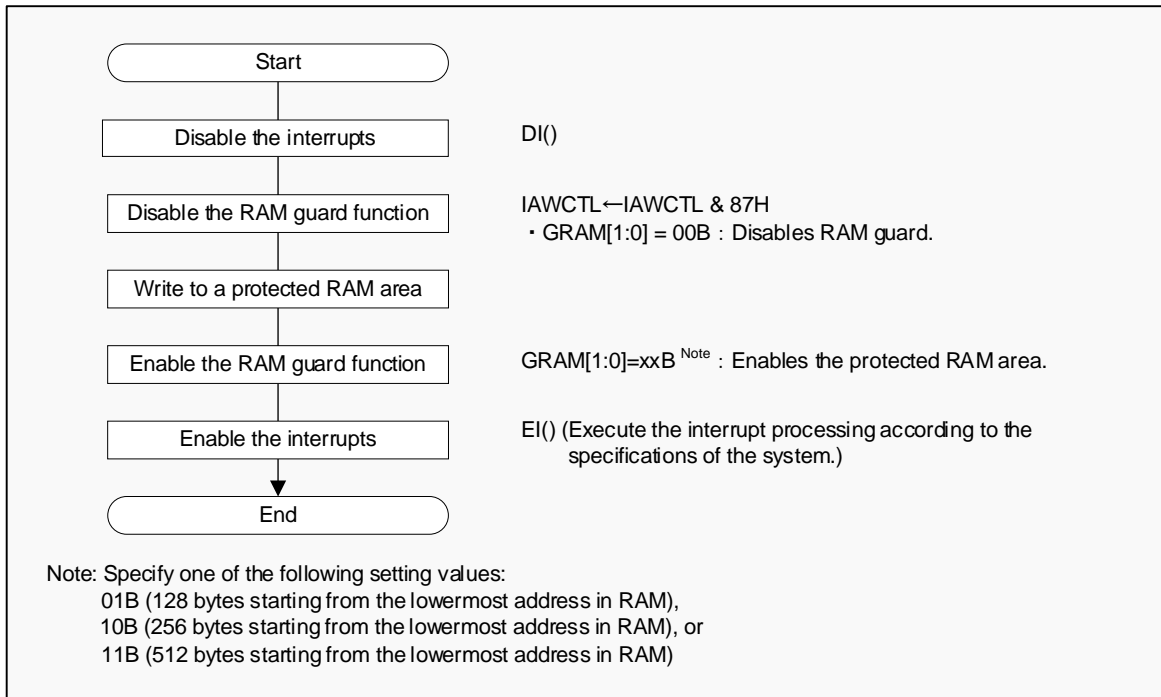 Start
Disable the interrupts
DI()
Disable the RAM guard function
IAWCTL←IAWCTL & 87H
・GRAM[1:0] = 00B : Disables RAM guard.
Write to a protected RAM area
Enable the RAM guard function
GRAM[1:0]=xxB Note : Enables the protected RAM area.
Enable the interrupts
EI() (Execute the interrupt processing according to the
specifications of the system.)
End
Note: Specify one of the following setting values:
01B (128 bytes starting from the lowermost address in RAM),
10B (256 bytes starting from the lowermost address in RAM), or
11B (512 bytes starting from the lowermost address in RAM)